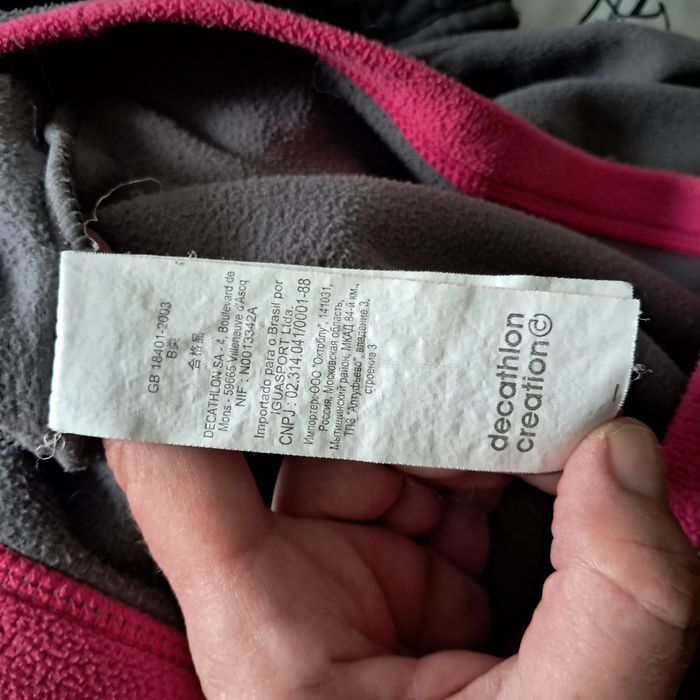 GB 18401-2003
B类
合格品
DECATHLON SA - 4, Boulevard de
Mons - 59665 Villeneuve d'Ascq
NIF : N0013342A
Importado para o Brasil por
IGUASPORT Ltda.
CNPJ : 02.314.041/0001-88
Импортер: ООО "Октоблу", 141031,
Россия, Московская область,
Мытищинский район, МКАД 84-й км.,
ТПЗ "Алтуфьево", владение 3,
строение 3
decathlon
creation©